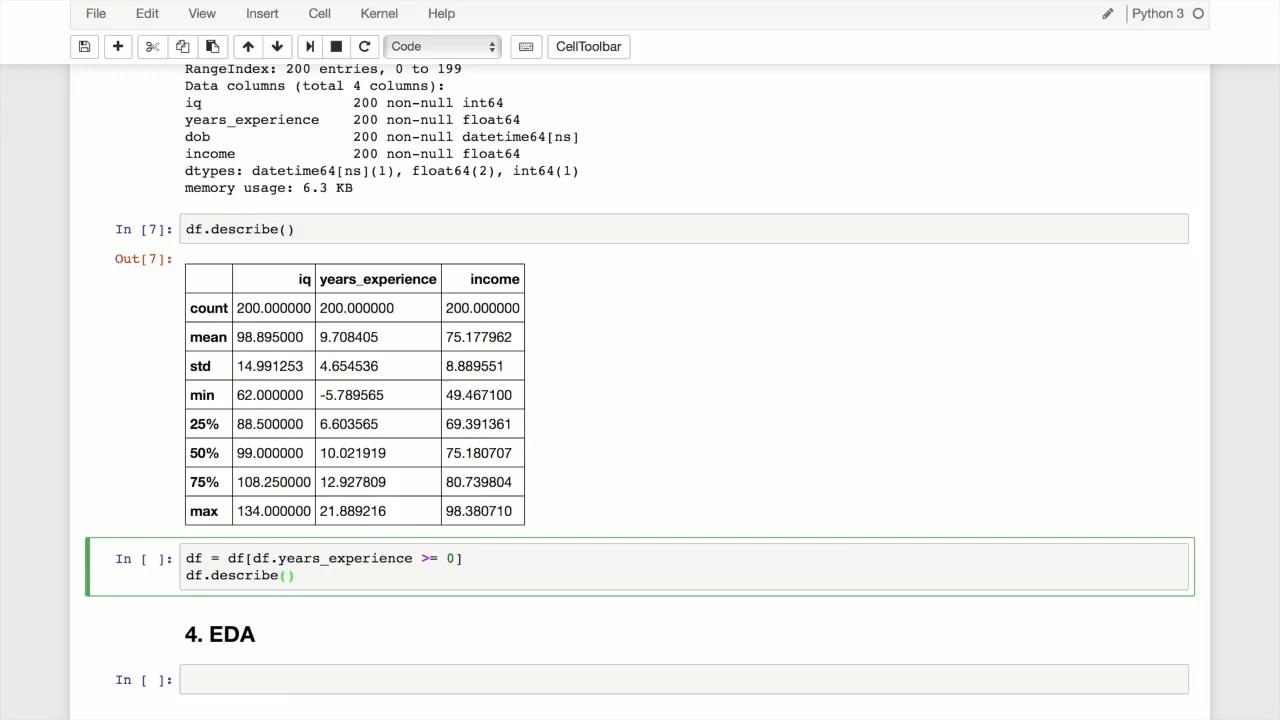 File Edit View Insert Cell Kernel Help Python 3
Code CellToolbar
RangeIndex: 200 entries, 0 to 199
Data columns (total 4 columns):
iq 200 non-null int64
years_experience 200 non-null float64
dob 200 non-null datetime64[ns]
income 200 non-null float64
dtypes: datetime64[ns](1), float64(2), int64(1)
memory usage: 6.3 KB
In [7]: df.describe()
Out[7]:
iq years_experience income
count 200.000000 200.000000 200.000000
mean 98.895000 9.708405 75.177962
std 14.991253 4.654536 8.889551
min 62.000000 -5.789565 49.467100
25% 88.500000 6.603565 69.391361
50% 99.000000 10.021919 75.180707
75% 108.250000 12.927809 80.739804
max 134.000000 21.889216 98.380710
In [ ]: df = df[df.years_experience >= 0]
df.describe()
4. EDA
In [ ]: